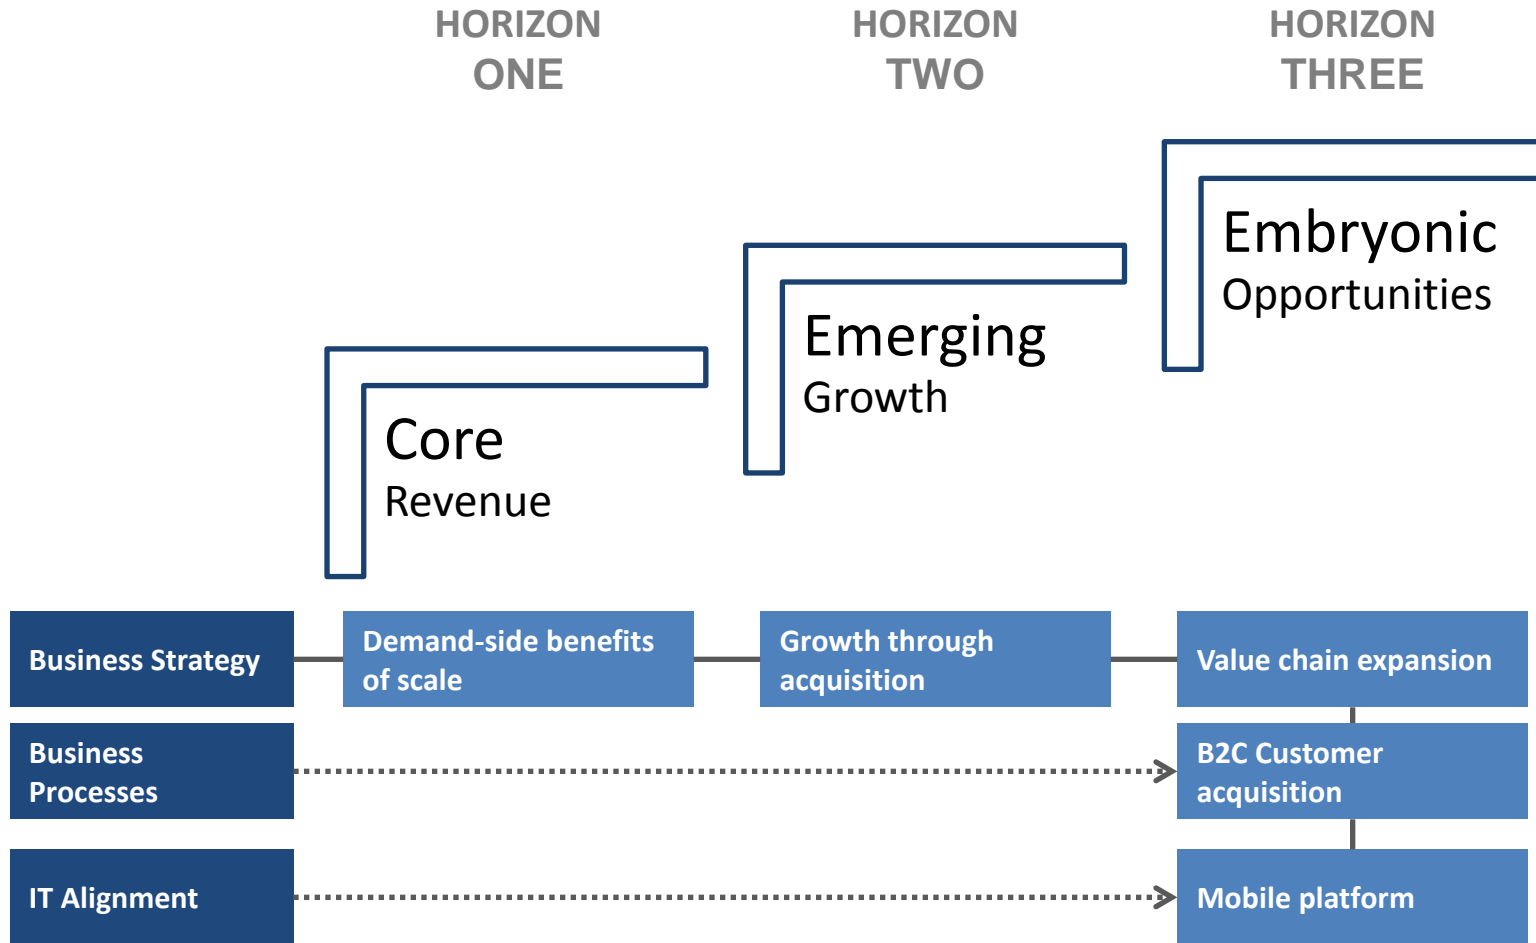 HORIZON
ONE
HORIZON
TWO
HORIZON
THREE
Core
Revenue
Emerging
Growth
Embryonic
Opportunities
Business Strategy
Demand-side benefits
of scale
Growth through
acquisition
Value chain expansion
Business
Processes
B2C Customer
acquisition
IT Alignment
Mobile platform